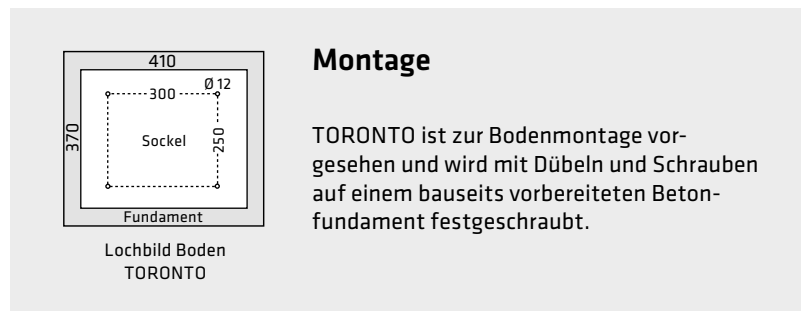 410
Ø 12
300
370
Sockel
250
Fundament
Lochbild Boden
TORONTO
Montage
TORONTO ist zur Bodenmontage vor-
gesehen und wird mit Dübeln und Schrauben
auf einem bauseits vorbereiteten Beton-
fundament festgeschraubt.